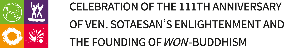 CELEBRATION OF THE 111TH ANNIVERSARY
OF VEN. SOTAESAN'S ENLIGHTENMENT AND
THE FOUNDING OF WON-BUDDHISM